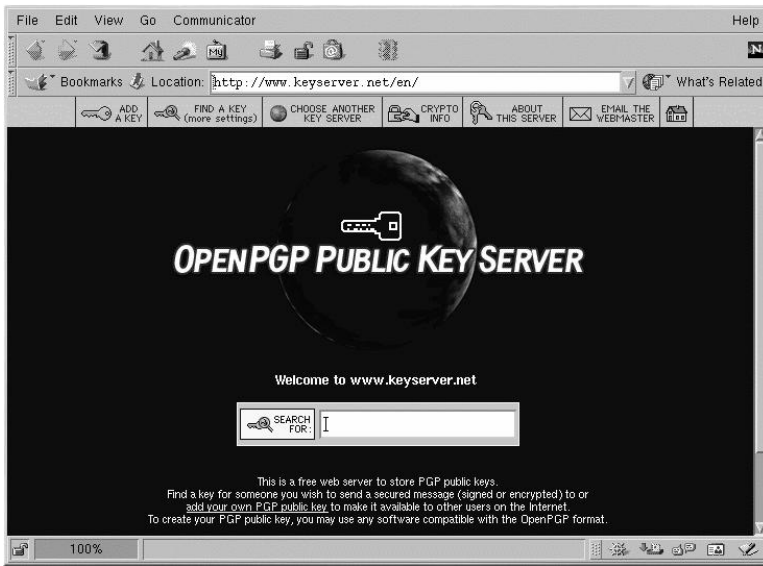 File Edit View Go Communicator Help
My N
Bookmarks Location: http://www.keyserver.net/en/ What's Related
ADD A KEY
FIND A KEY (more settings)
CHOOSE ANOTHER KEY SERVER
CRYPTO INFO
ABOUT THIS SERVER
EMAIL THE WEBMASTER
OPENPGP PUBLIC KEY SERVER
Welcome to www.keyserver.net
SEARCH FOR:
This is a free web server to store PGP public keys.
Find a key for someone you wish to send a secured message (signed or encrypted) to or
add your own PGP public key to make it available to other users on the Internet.
To create your PGP public key, you may use any software compatible with the OpenPGP format.
100%